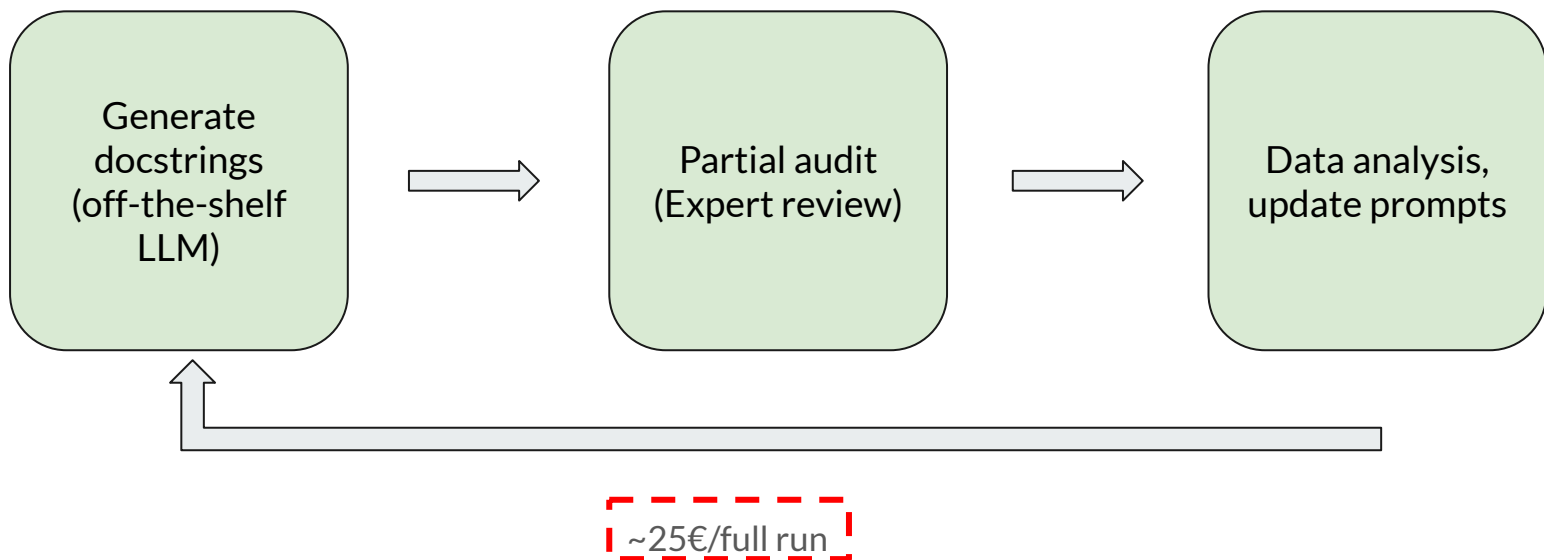 Generate
docstrings
(off-the-shelf
LLM)
Partial audit
(Expert review)
Data analysis,
update prompts
~25€/full run